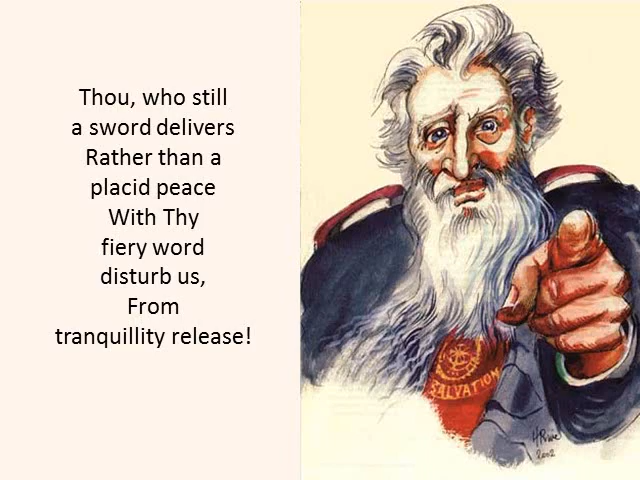 Thou, who still
a sword delivers
Rather than a
placid peace
With Thy
fiery word
disturb us,
From
tranquillity release!
SALVATION
2002